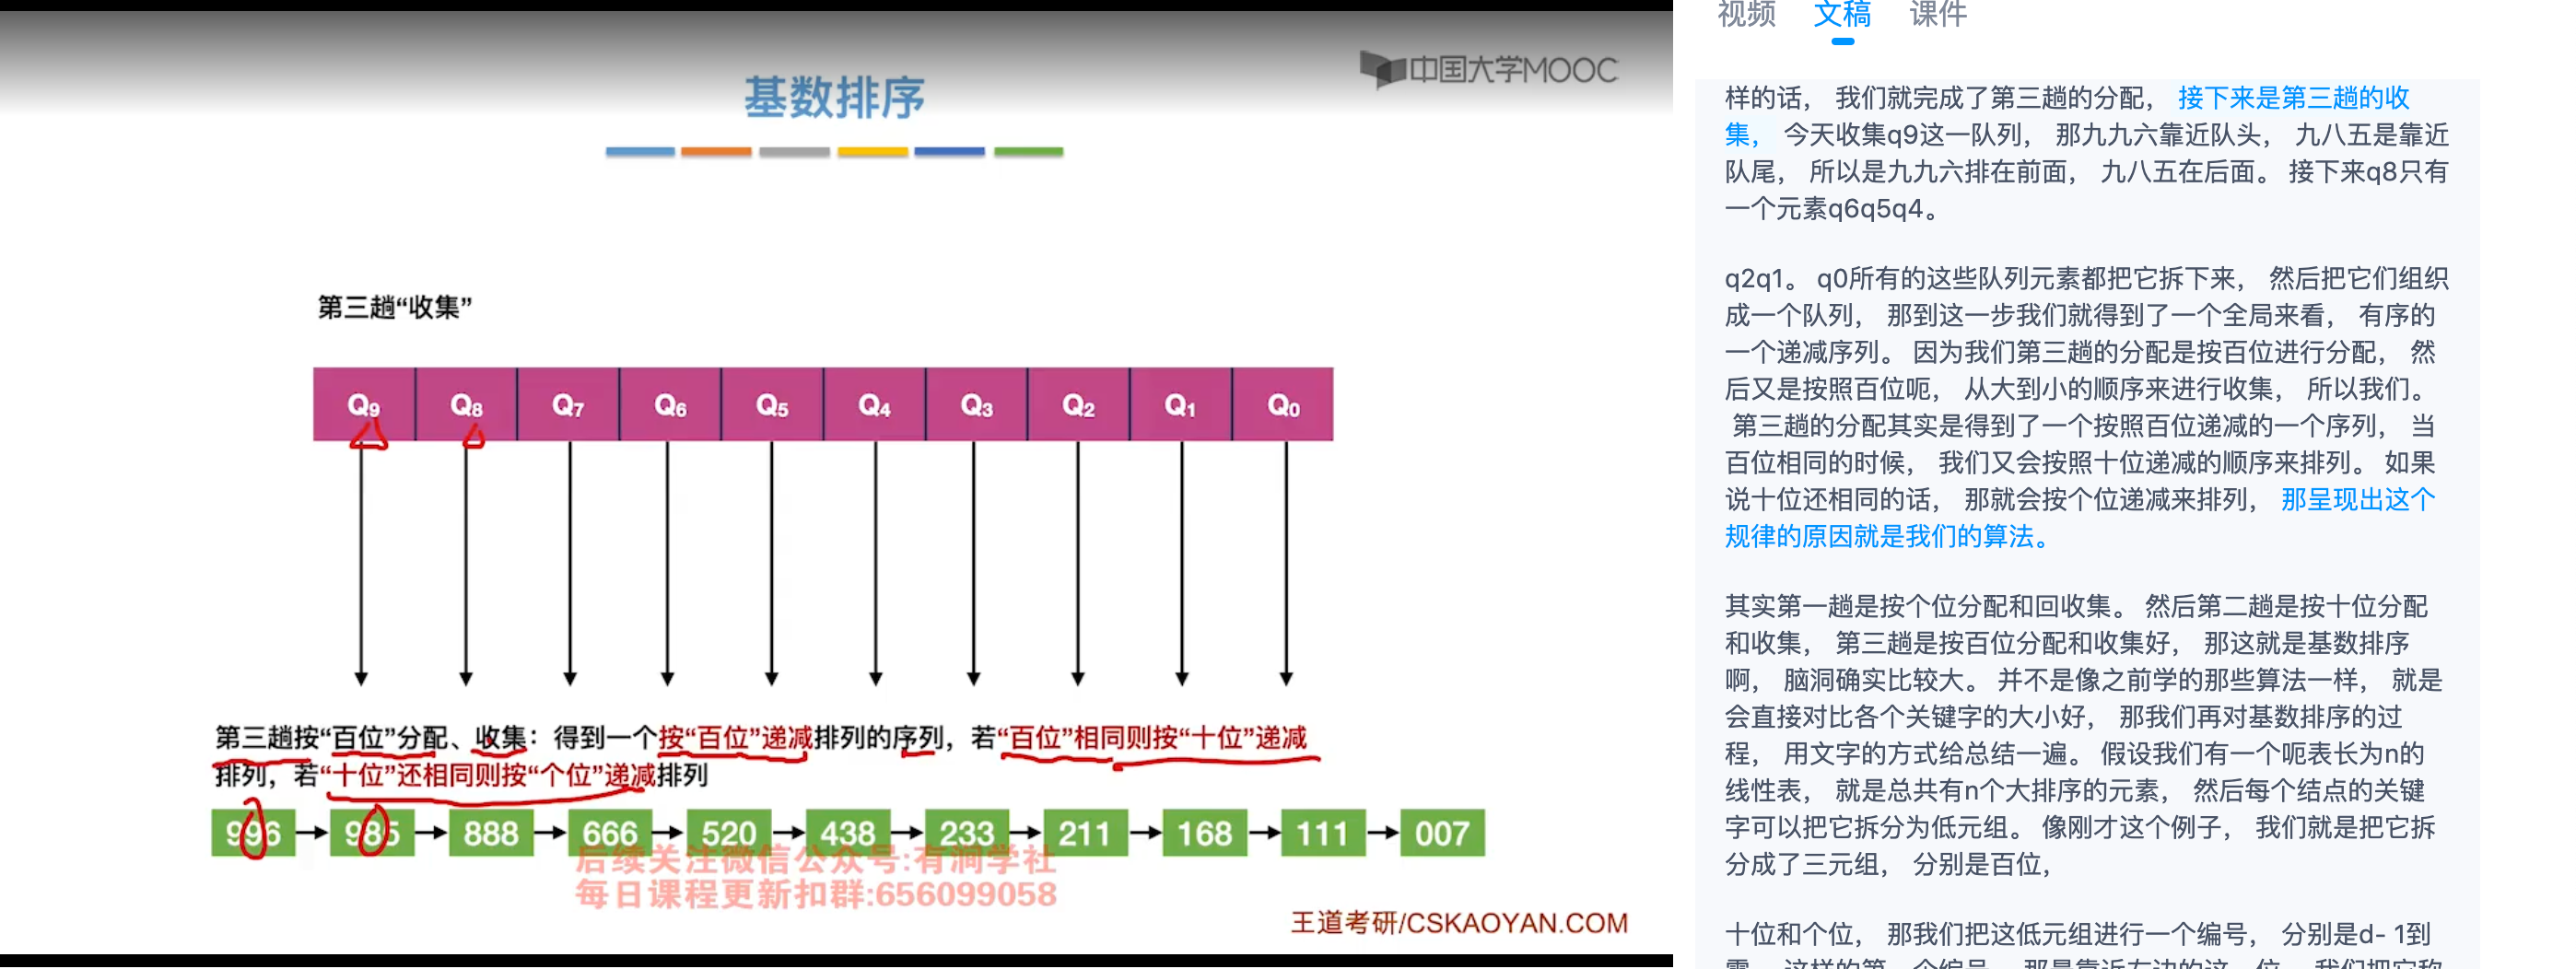 中国大学MOOC
基数排序
第三趟“收集”
Q9 Q8 Q7 Q6 Q5 Q4 Q3 Q2 Q1 Q0
第三趟按“百位”分配、收集：得到一个按“百位”递减排列的序列，若“百位”相同则按“十位”递减
排列，若“十位”还相同则按“个位”递减排列
996 985 888 666 520 438 233 211 168 111 007
后续关注微信公众号:有涧学社
每日课程更新扣群:656099058
王道考研/CSKAOYAN.COM
视频 文稿 课件
样的话， 我们就完成了第三趟的分配， 接下来是第三趟的收
集， 今天收集q9这一队列， 那九九六靠近队头， 九八五是靠近
队尾， 所以是九九六排在前面， 九八五在后面。 接下来q8只有
一个元素q6q5q4。
q2q1。 q0所有的这些队列元素都把它拆下来， 然后把它们组织
成一个队列， 那到这一步我们就得到了一个全局来看， 有序的
一个递减序列。 因为我们第三趟的分配是按百位进行分配， 然
后又是按照百位呃， 从大到小的顺序来进行收集， 所以我们。
第三趟的分配其实是得到了一个按照百位递减的一个序列， 当
百位相同的时候， 我们又会按照十位递减的顺序来排列。 如果
说十位还相同的话， 那就会按个位递减来排列， 那呈现出这个
规律的原因就是我们的算法。
其实第一趟是按个位分配和回收集。 然后第二趟是按十位分配
和收集， 第三趟是按百位分配和收集好， 那这就是基数排序
啊， 脑洞确实比较大。 并不是像之前学的那些算法一样， 就是
会直接对比各个关键字的大小好， 那我们再对基数排序的过
程， 用文字的方式给总结一遍。 假设我们有一个呃表长为n的
线性表， 就是总共有n个大排序的元素， 然后每个结点的关键
字可以把它拆分为低元组。 像刚才这个例子， 我们就是把它拆
分成了三元组， 分别是百位，
十位和个位， 那我们把这低元组进行一个编号， 分别是d- 1到